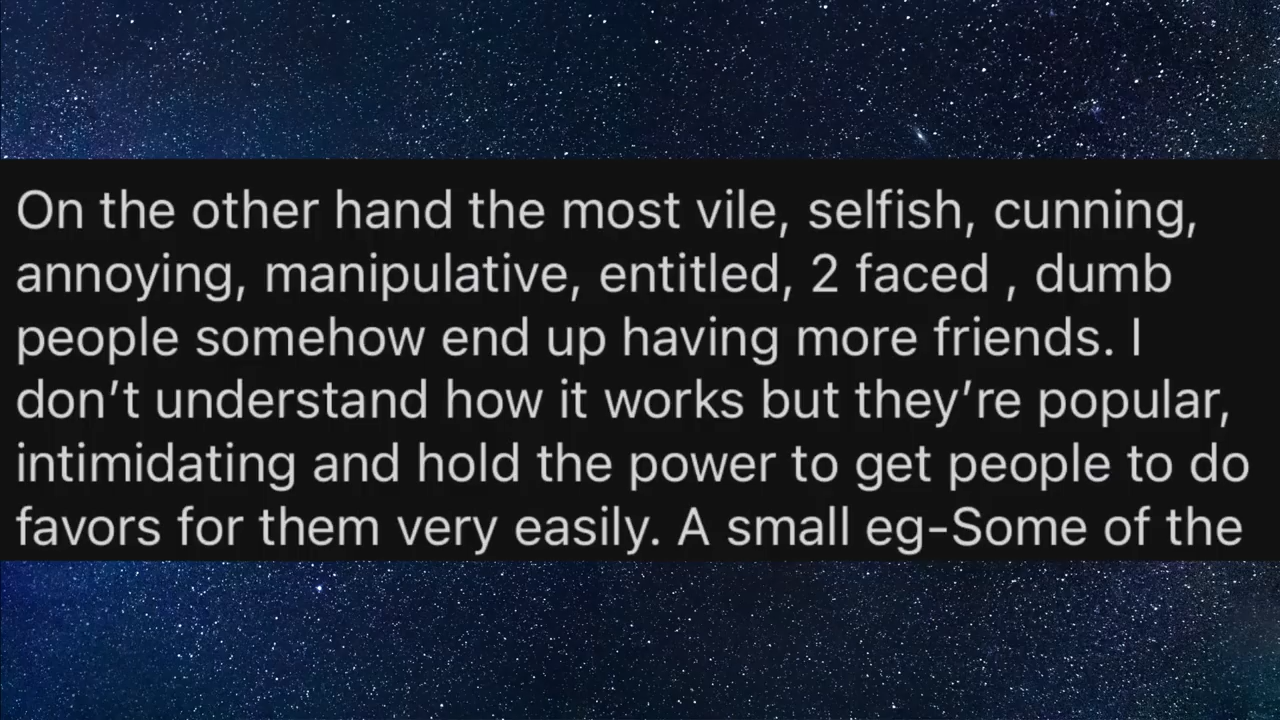 On the other hand the most vile, selfish, cunning,
annoying, manipulative, entitled, 2 faced , dumb
people somehow end up having more friends. I
don’t understand how it works but they’re popular,
intimidating and hold the power to get people to do
favors for them very easily. A small eg-Some of the